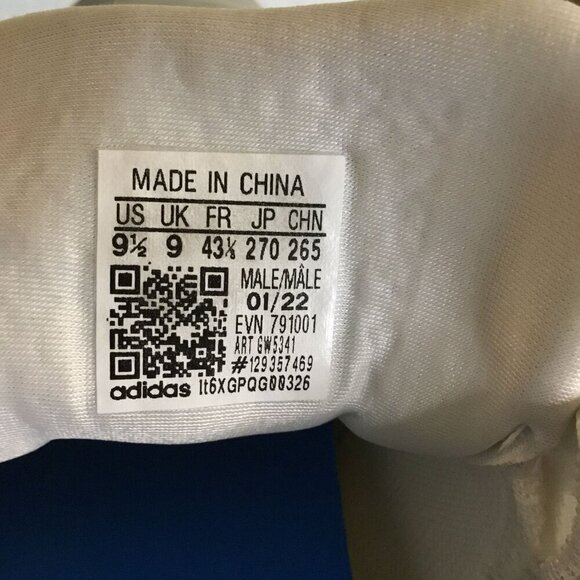 MADE IN CHINA
US UK FR JP CHN
9½ 9 43⅓ 270 265
MALE/MÂLE
01/22
EVN 791001
ART GW5341
#129357469
adidas 1t6XGPQG00326